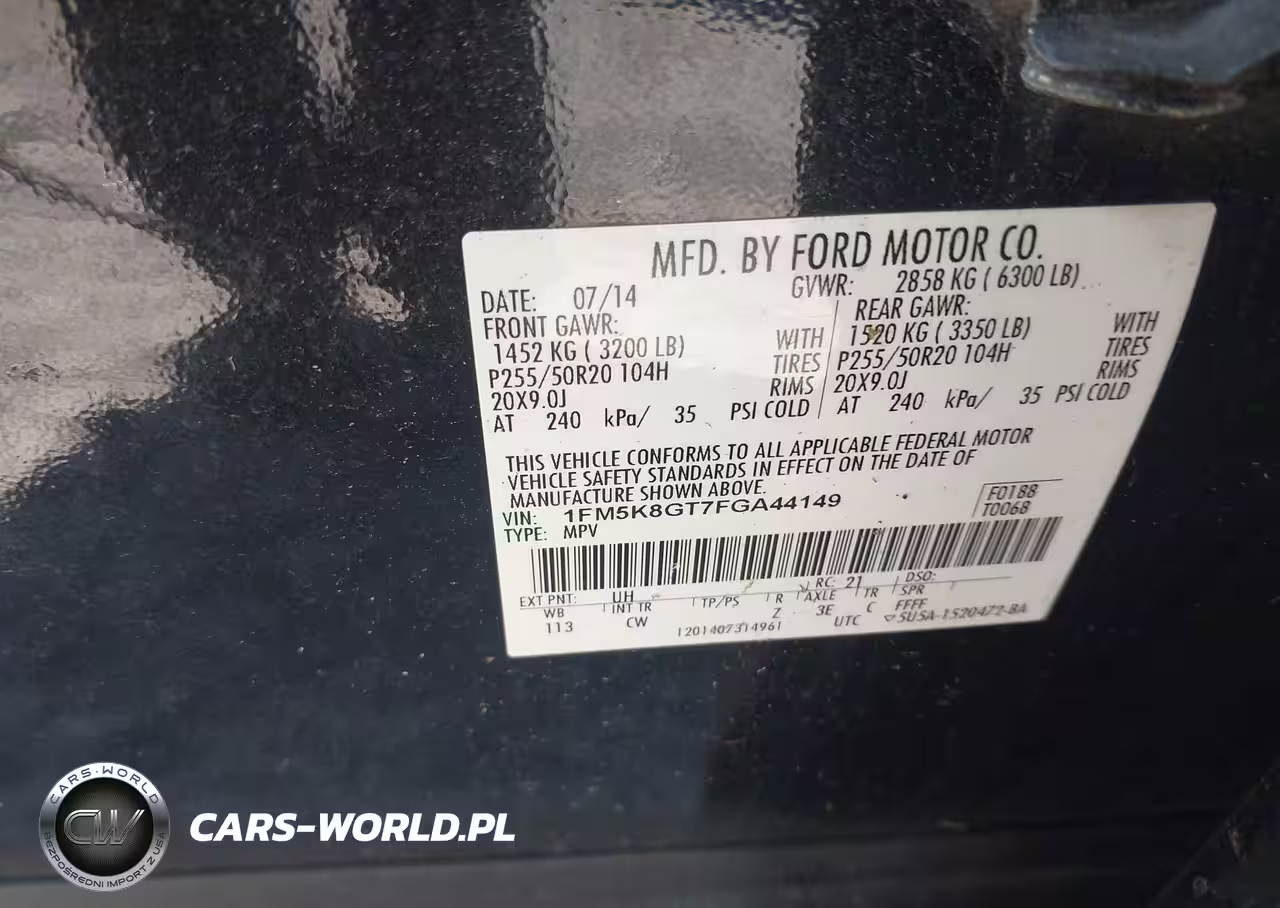 MFD. BY FORD MOTOR CO.
DATE: 07/14 GVWR: 2858 KG ( 6300 LB)
FRONT GAWR: REAR GAWR:
1452 KG ( 3200 LB) WITH 1520 KG ( 3350 LB) WITH
P255/50R20 104H TIRES P255/50R20 104H TIRES
20X9.0J RIMS 20X9.0J RIMS
AT 240 kPa/ 35 PSI COLD AT 240 kPa/ 35 PSI COLD
THIS VEHICLE CONFORMS TO ALL APPLICABLE FEDERAL MOTOR
VEHICLE SAFETY STANDARDS IN EFFECT ON THE DATE OF
MANUFACTURE SHOWN ABOVE.
F0188
VIN: 1FM5K8GT7FGA44149 T0068
TYPE: MPV
EXT PNT: UH RC: 21 DSO:
WB INT TR TP/PS R AXLE TR SPR
113 CW Z 3E C FFFF
1201407314961 UTC 5USA-1520472-BA
CARS-WORLD
CW
BEZPOŚREDNI IMPORT Z USA
CARS-WORLD.PL